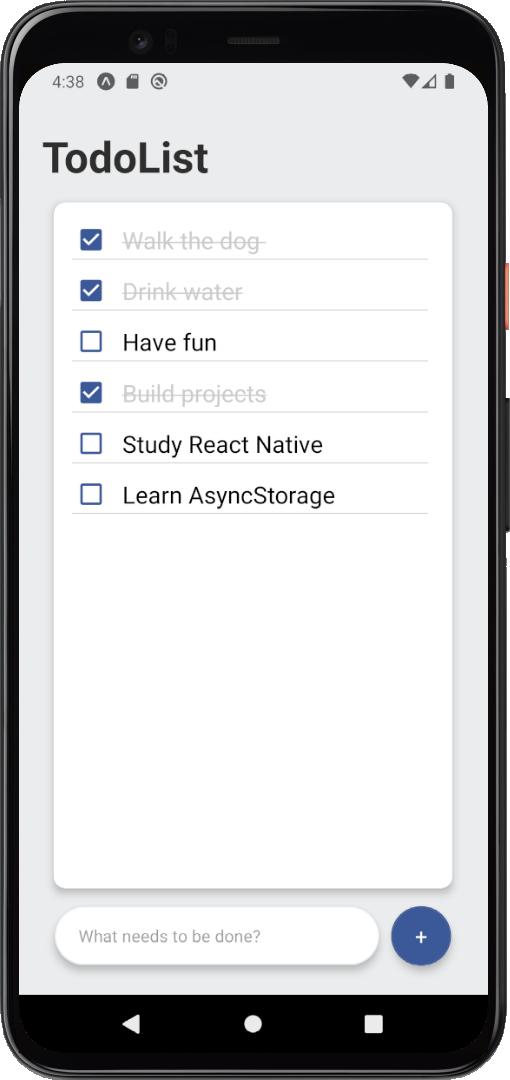 4:38
TodoList
Walk the dog
Drink water
Have fun
Build projects
Study React Native
Learn AsyncStorage
What needs to be done?
+